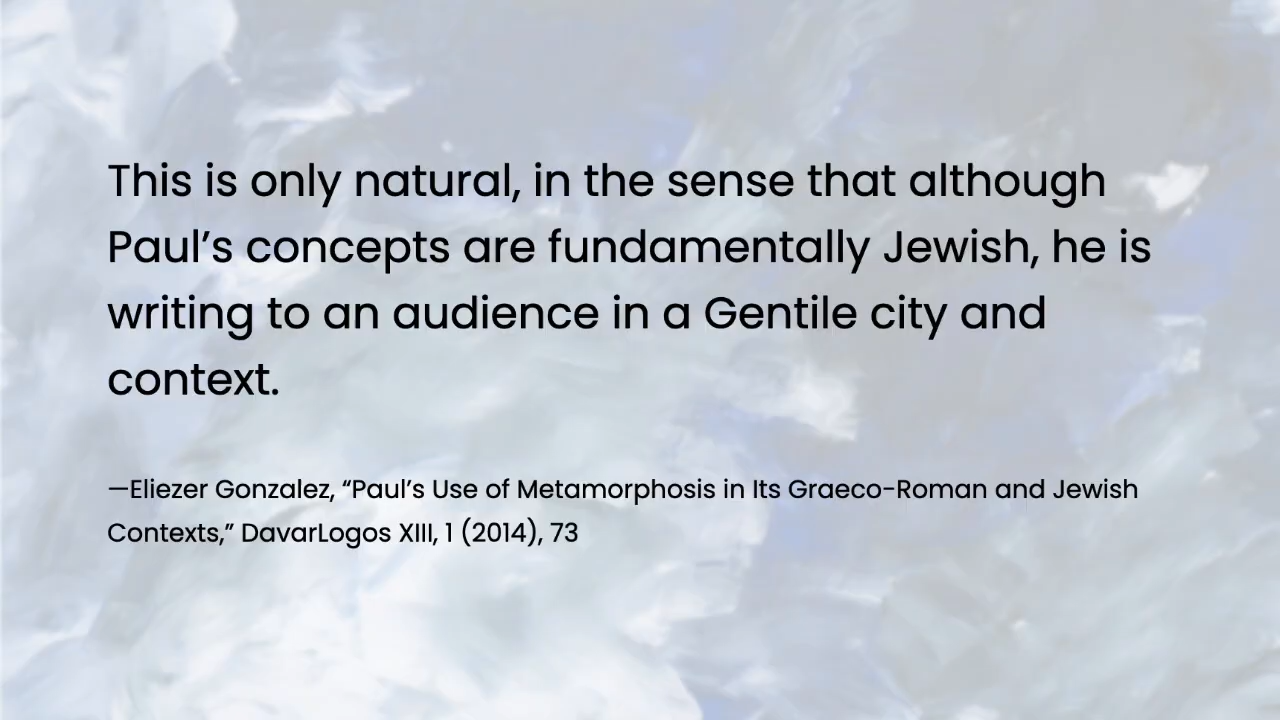 This is only natural, in the sense that although
Paul’s concepts are fundamentally Jewish, he is
writing to an audience in a Gentile city and
context.
—Eliezer Gonzalez, “Paul’s Use of Metamorphosis in Its Graeco-Roman and Jewish
Contexts,” DavarLogos XIII, 1 (2014), 73